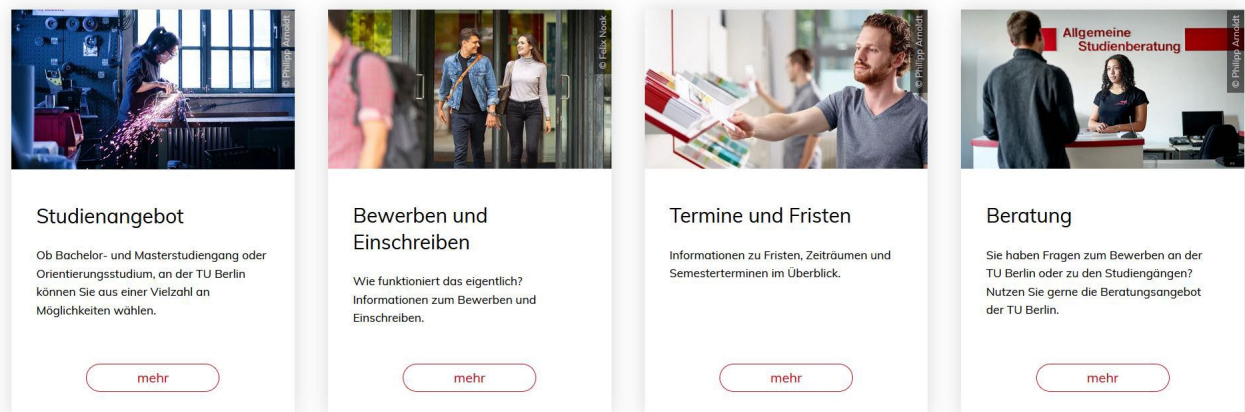 © Philipp Arnoldt
© Felix Noak
© Philipp Arnoldt
Allgemeine
Studienberatung
© Philipp Arnoldt
Studienangebot
Ob Bachelor- und Masterstudiengang oder
Orientierungsstudium, an der TU Berlin
können Sie aus einer Vielzahl an
Möglichkeiten wählen.
mehr
Bewerben und
Einschreiben
Wie funktioniert das eigentlich?
Informationen zum Bewerben und
Einschreiben.
mehr
Termine und Fristen
Informationen zu Fristen, Zeiträumen und
Semesterterminen im Überblick.
mehr
Beratung
Sie haben Fragen zum Bewerben an der
TU Berlin oder zu den Studiengängen?
Nutzen Sie gerne die Beratungsangebot
der TU Berlin.
mehr